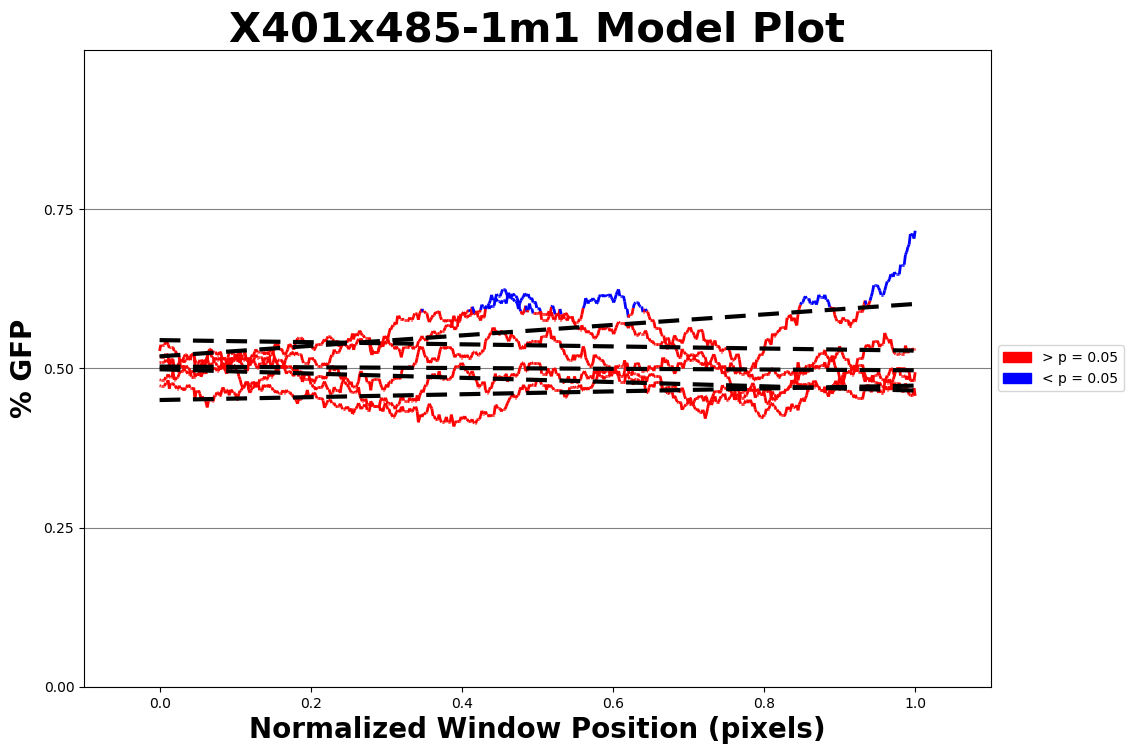 X401x485-1m1 Model Plot
% GFP
0.75
0.50
0.25
0.00
0.0 0.2 0.4 0.6 0.8 1.0
Normalized Window Position (pixels)
> p = 0.05
< p = 0.05